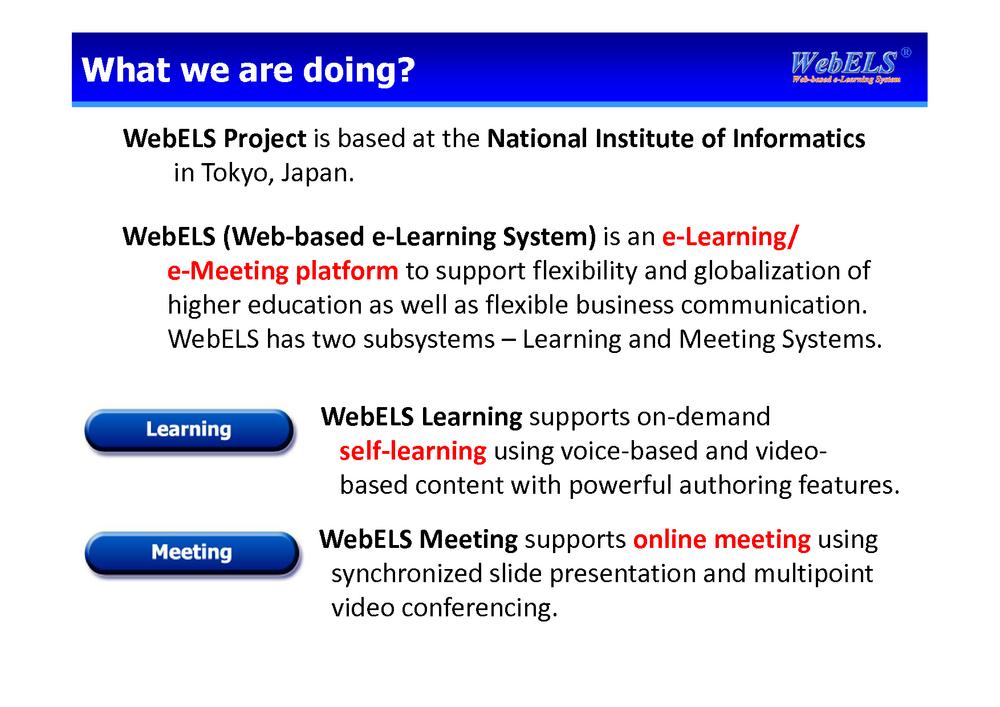 What we are doing?
WebELS®
Web-based e-Learning System
WebELS Project is based at the National Institute of Informatics
in Tokyo, Japan.
WebELS (Web-based e-Learning System) is an e-Learning/
e-Meeting platform to support flexibility and globalization of
higher education as well as flexible business communication.
WebELS has two subsystems – Learning and Meeting Systems.
Learning
WebELS Learning supports on-demand
self-learning using voice-based and video-
based content with powerful authoring features.
Meeting
WebELS Meeting supports online meeting using
synchronized slide presentation and multipoint
video conferencing.